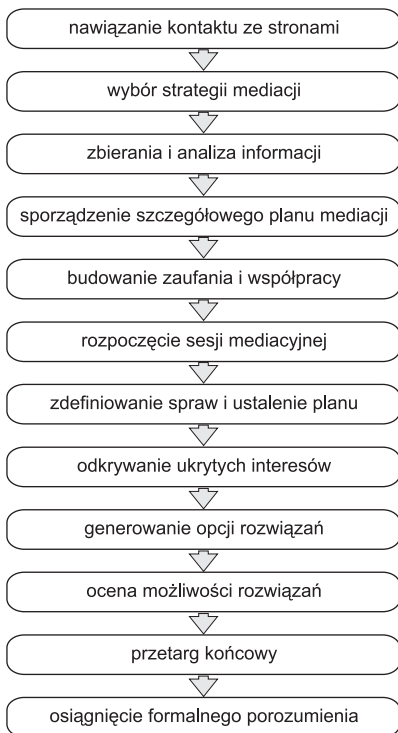 nawiązanie kontaktu ze stronami
wybór strategii mediacji
zbierania i analiza informacji
sporządzenie szczegółowego planu mediacji
budowanie zaufania i współpracy
rozpoczęcie sesji mediacyjnej
zdefiniowanie spraw i ustalenie planu
odkrywanie ukrytych interesów
generowanie opcji rozwiązań
ocena możliwości rozwiązań
przetarg końcowy
osiągnięcie formalnego porozumienia